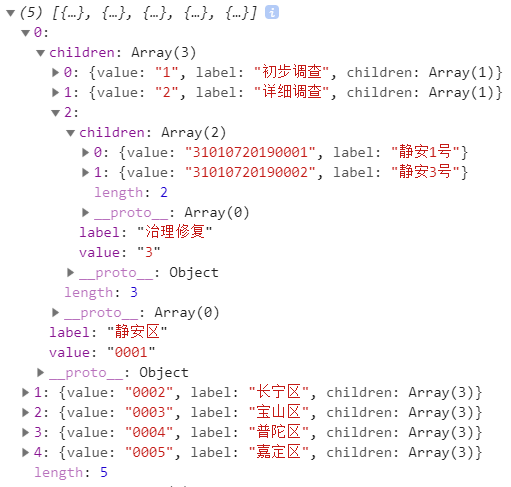 (5) [{…}, {…}, {…}, {…}, {…}] i
0:
children: Array(3)
0: {value: "1", label: "初步调查", children: Array(1)}
1: {value: "2", label: "详细调查", children: Array(1)}
2:
children: Array(2)
0: {value: "31010720190001", label: "静安1号"}
1: {value: "31010720190002", label: "静安3号"}
length: 2
__proto__: Array(0)
label: "治理修复"
value: "3"
__proto__: Object
length: 3
__proto__: Array(0)
label: "静安区"
value: "0001"
__proto__: Object
1: {value: "0002", label: "长宁区", children: Array(3)}
2: {value: "0003", label: "宝山区", children: Array(3)}
3: {value: "0004", label: "普陀区", children: Array(3)}
4: {value: "0005", label: "嘉定区", children: Array(3)}
length: 5